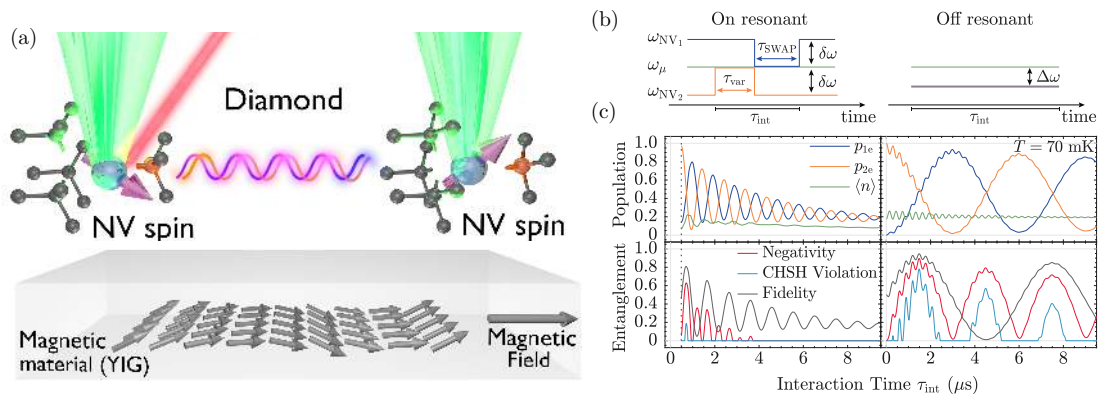 (a)
Diamond
NV spin
NV spin
Magnetic
material (YIG)
Magnetic
Field
(b)
On resonant
Off resonant
ω_NV₁
τ_SWAP
δω
ω_μ
τ_var
δω
Δω
ω_NV₂
τ_int
time
τ_int
time
(c)
Population
1.0
0.8
0.6
0.4
0.2
0
p_1e
p_2e
⟨n⟩
T = 70 mK
Entanglement
0.8
0.6
0.4
0.2
0
Negativity
CHSH Violation
Fidelity
0 2 4 6 8 0 2 4 6 8
Interaction Time τ_int (μs)